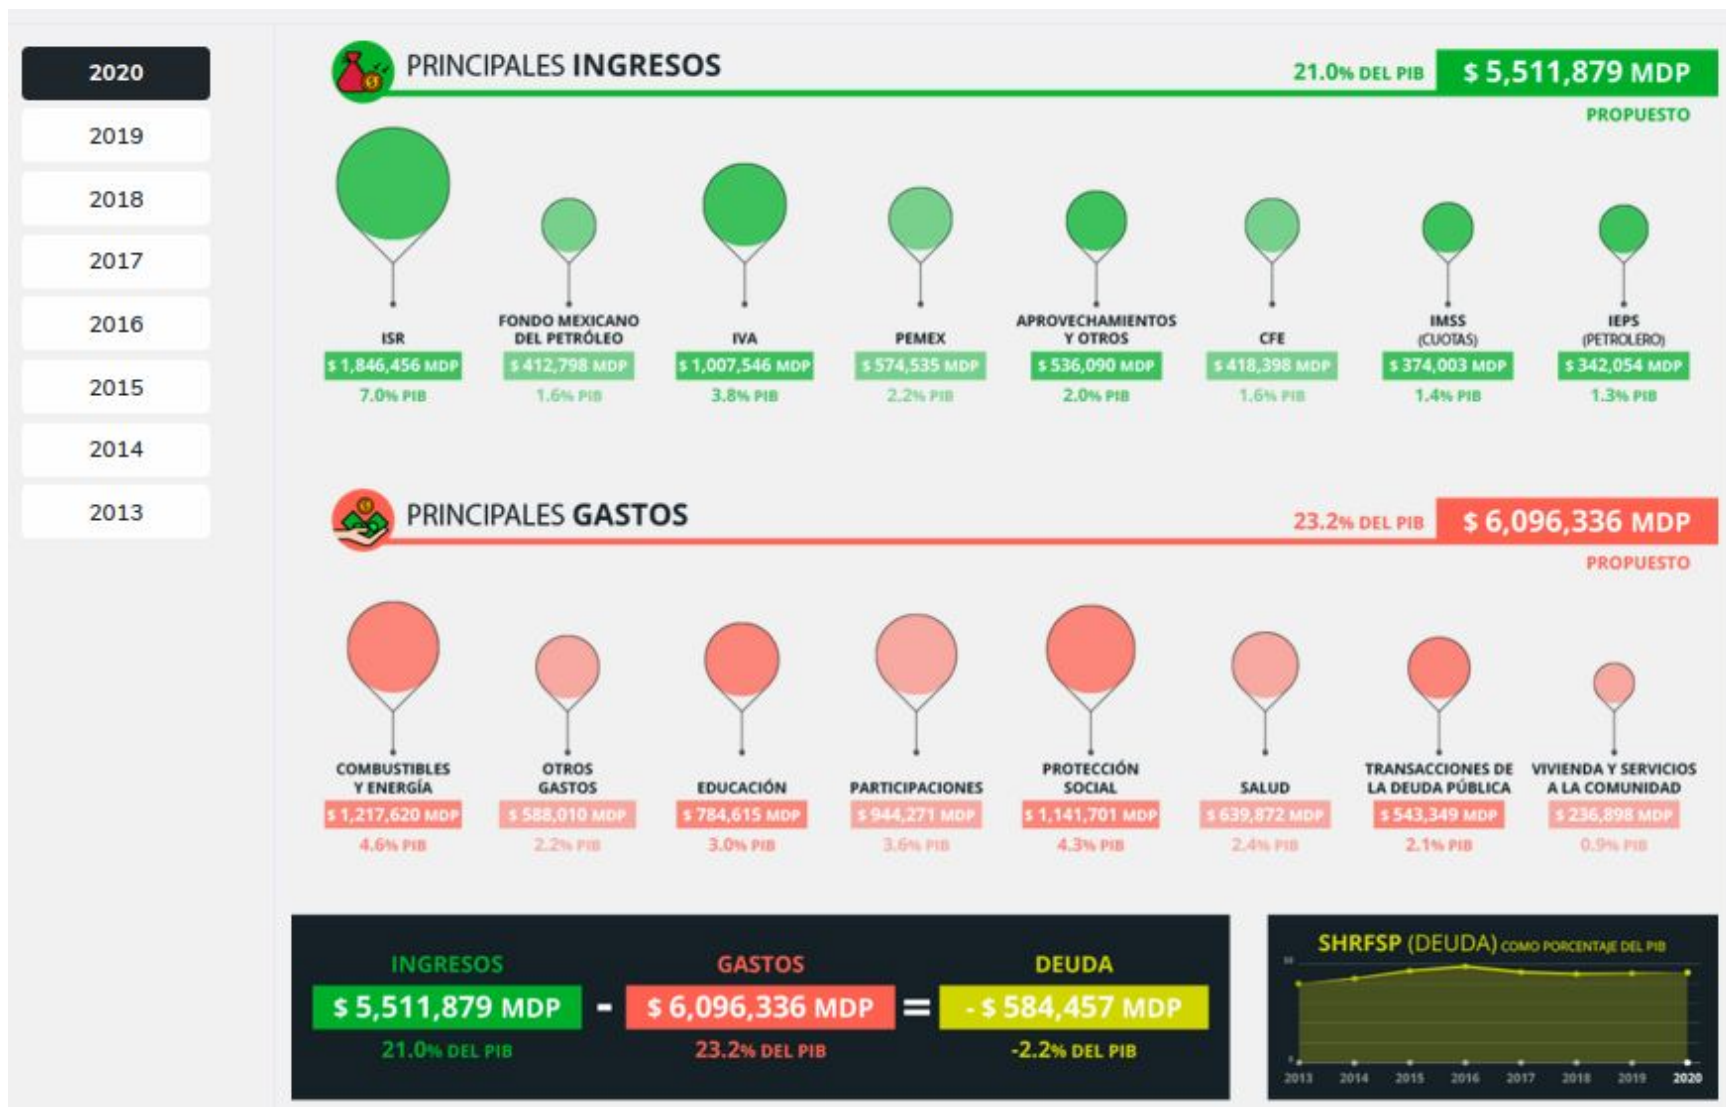 2020
2019
2018
2017
2016
2015
2014
2013
PRINCIPALES INGRESOS
21.0% DEL PIB
$ 5,511,879 MDP
PROPUESTO
ISR
$ 1,846,456 MDP
7.0% PIB
FONDO MEXICANO
DEL PETRÓLEO
$ 412,798 MDP
1.6% PIB
IVA
$ 1,007,546 MDP
3.8% PIB
PEMEX
$ 574,535 MDP
2.2% PIB
APROVECHAMIENTOS
Y OTROS
$ 536,090 MDP
2.0% PIB
CFE
$ 418,398 MDP
1.6% PIB
IMSS
(CUOTAS)
$ 374,003 MDP
1.4% PIB
IEPS
(PETROLERO)
$ 342,054 MDP
1.3% PIB
PRINCIPALES GASTOS
23.2% DEL PIB
$ 6,096,336 MDP
PROPUESTO
COMBUSTIBLES
Y ENERGÍA
$ 1,217,620 MDP
4.6% PIB
OTROS
GASTOS
$ 588,010 MDP
2.2% PIB
EDUCACIÓN
$ 784,615 MDP
3.0% PIB
PARTICIPACIONES
$ 944,271 MDP
3.6% PIB
PROTECCIÓN
SOCIAL
$ 1,141,701 MDP
4.3% PIB
SALUD
$ 639,872 MDP
2.4% PIB
TRANSACCIONES DE
LA DEUDA PÚBLICA
$ 543,349 MDP
2.1% PIB
VIVIENDA Y SERVICIOS
A LA COMUNIDAD
$ 236,898 MDP
0.9% PIB
INGRESOS
$ 5,511,879 MDP
21.0% DEL PIB
-
GASTOS
$ 6,096,336 MDP
23.2% DEL PIB
=
DEUDA
- $ 584,457 MDP
-2.2% DEL PIB
SHRFSP (DEUDA) COMO PORCENTAJE DEL PIB
2013 2014 2015 2016 2017 2018 2019 2020